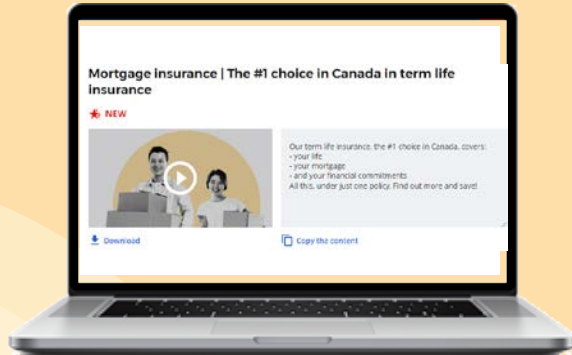 Mortgage insurance | The #1 choice in Canada in term life
insurance
NEW
Our term life insurance, the #1 choice in Canada, covers:
- your life
- your mortgage
- and your financial commitments
All this, under just one policy. Find out more and save!
Download
Copy the content